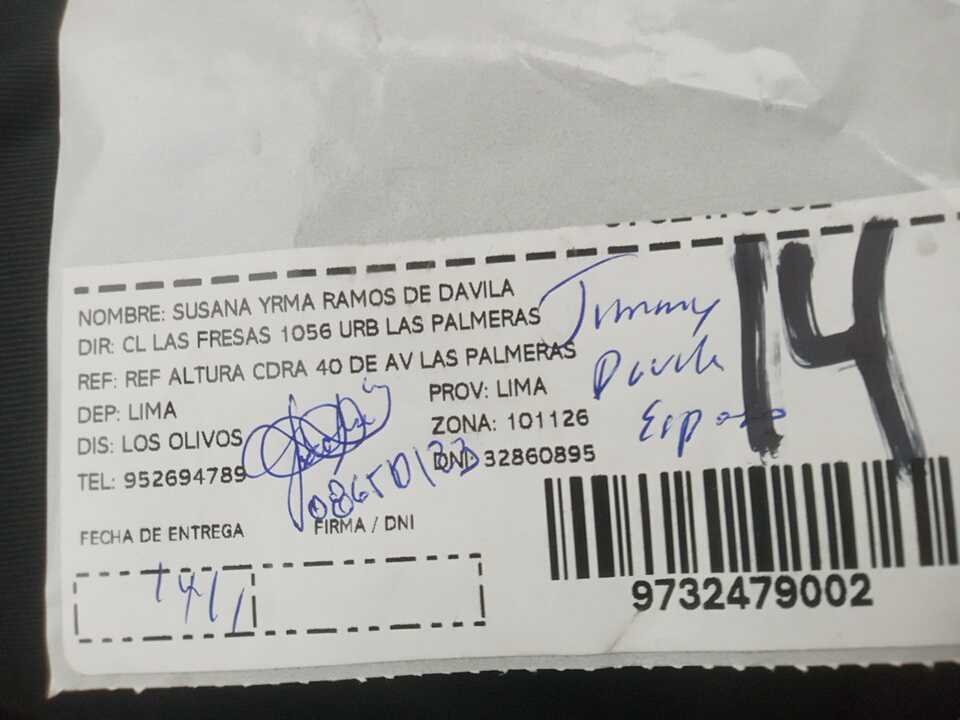 NOMBRE: SUSANA YRMA RAMOS DE DAVILA
DIR: CL LAS FRESAS 1056 URB LAS PALMERAS
REF: REF ALTURA CDRA 40 DE AV LAS PALMERAS
DEP: LIMA
PROV: LIMA
DIS: LOS OLIVOS
ZONA: 101126
TEL: 952694789
DNI: 32860895
FECHA DE ENTREGA
FIRMA / DNI
Jimmy
Davila
Esposo
14
9732479002